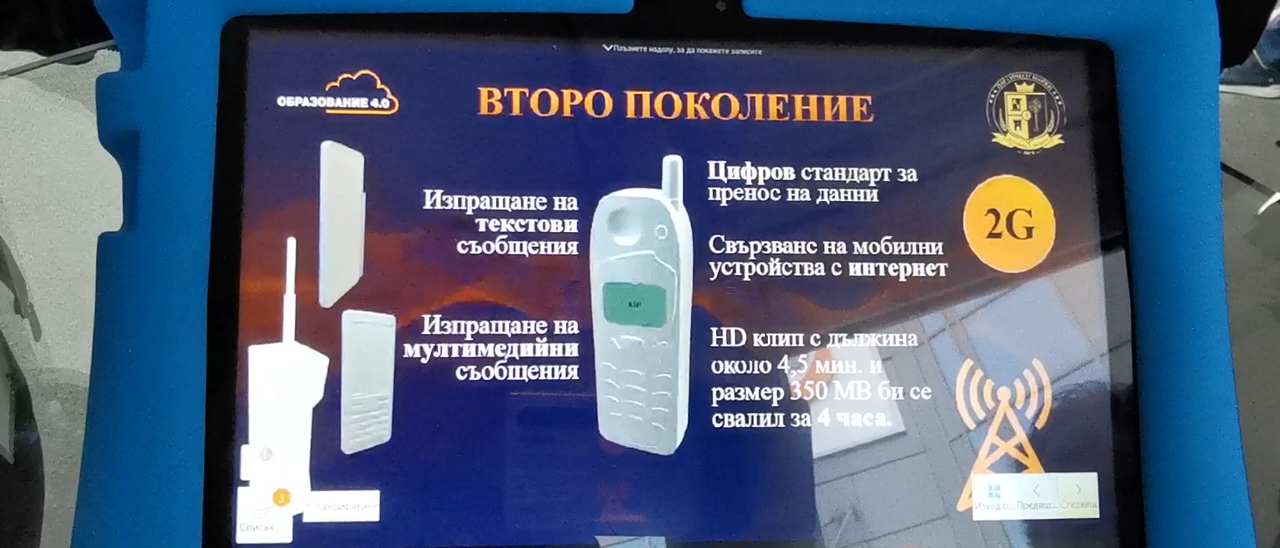 Плъзнете надолу, за да покажете записите
ОБРАЗОВАНИЕ 4.0
ВТОРО ПОКОЛЕНИЕ
Изпращане на
текстови
съобщения
Изпращане на
мултимедийни
съобщения
Цифров стандарт за
пренос на данни
Свързване на мобилни
устройства с интернет
HD клип с дължина
около 4,5 мин. и
размер 350 MB би се
свалил за 4 часа.
2G
3
Списък...
Изход о... Предиш... Следващ